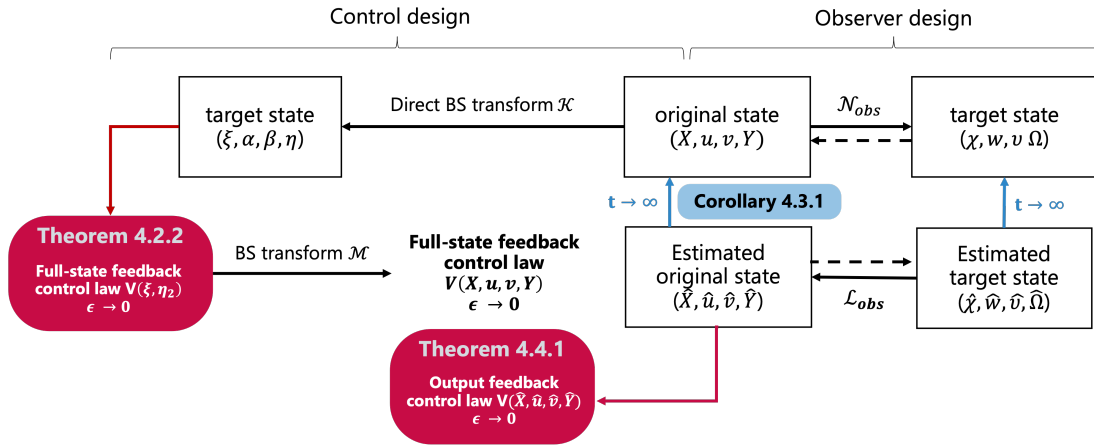 Control design
Observer design
target state
(ξ, α, β, η)
Direct BS transform 𝒦
original state
(X, u, v, Y)
𝒩obs
target state
(χ, w, υ Ω)
t → ∞
Corollary 4.3.1
t → ∞
Theorem 4.2.2
Full-state feedback
control law V(ξ, η₂)
ϵ → 0
BS transform ℳ
Full-state feedback
control law
V(X, u, v, Y)
ϵ → 0
Estimated
original state
(X̂, û, v̂, Ŷ)
ℒobs
Estimated
target state
(χ̂, ŵ, υ̂, Ω̂)
Theorem 4.4.1
Output feedback
control law V(X̂, û, v̂, Ŷ)
ϵ → 0